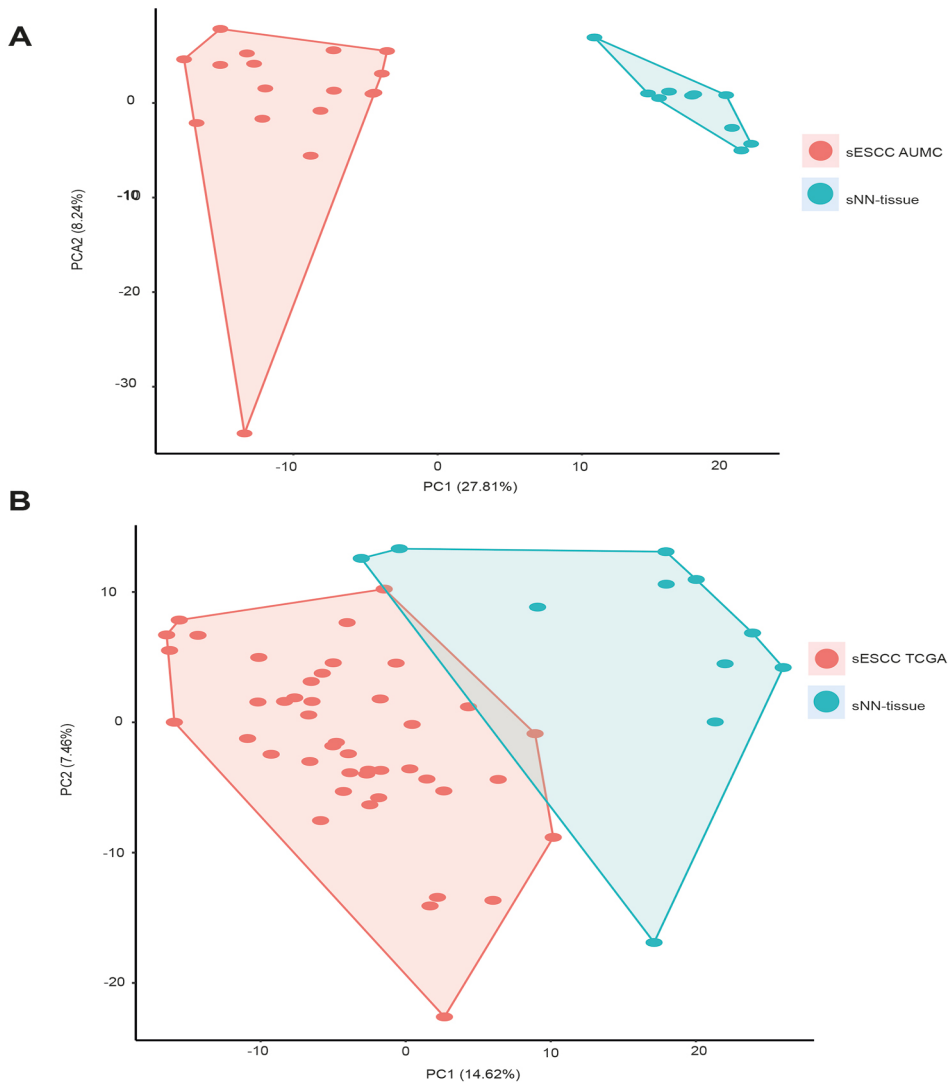 A
0
-10
-20
-30
PCA2 (8.24%)
-10
0
10
20
PC1 (27.81%)
sESCC AUMC
sNN-tissue
B
10
0
-10
-20
PC2 (7.46%)
-10
0
10
20
PC1 (14.62%)
sESCC TCGA
sNN-tissue